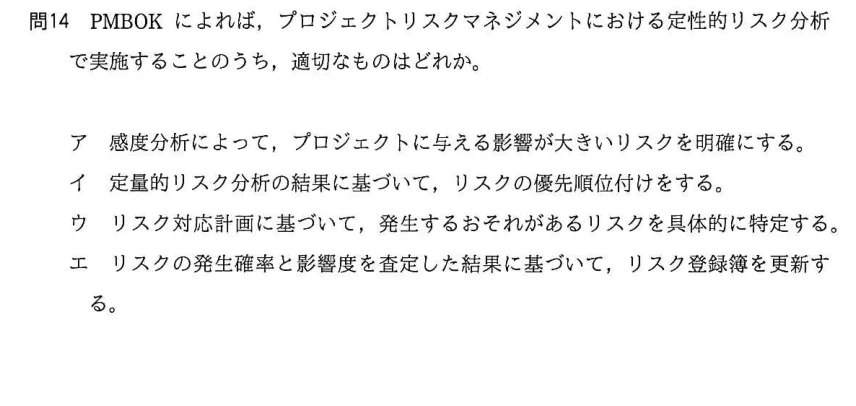 問14 PMBOK によれば，プロジェクトリスクマネジメントにおける定性的リスク分析
で実施することのうち，適切なものはどれか。
ア 感度分析によって，プロジェクトに与える影響が大きいリスクを明確にする。
イ 定量的リスク分析の結果に基づいて，リスクの優先順位付けをする。
ウ リスク対応計画に基づいて，発生するおそれがあるリスクを具体的に特定する。
エ リスクの発生確率と影響度を査定した結果に基づいて，リスク登録簿を更新す
る。